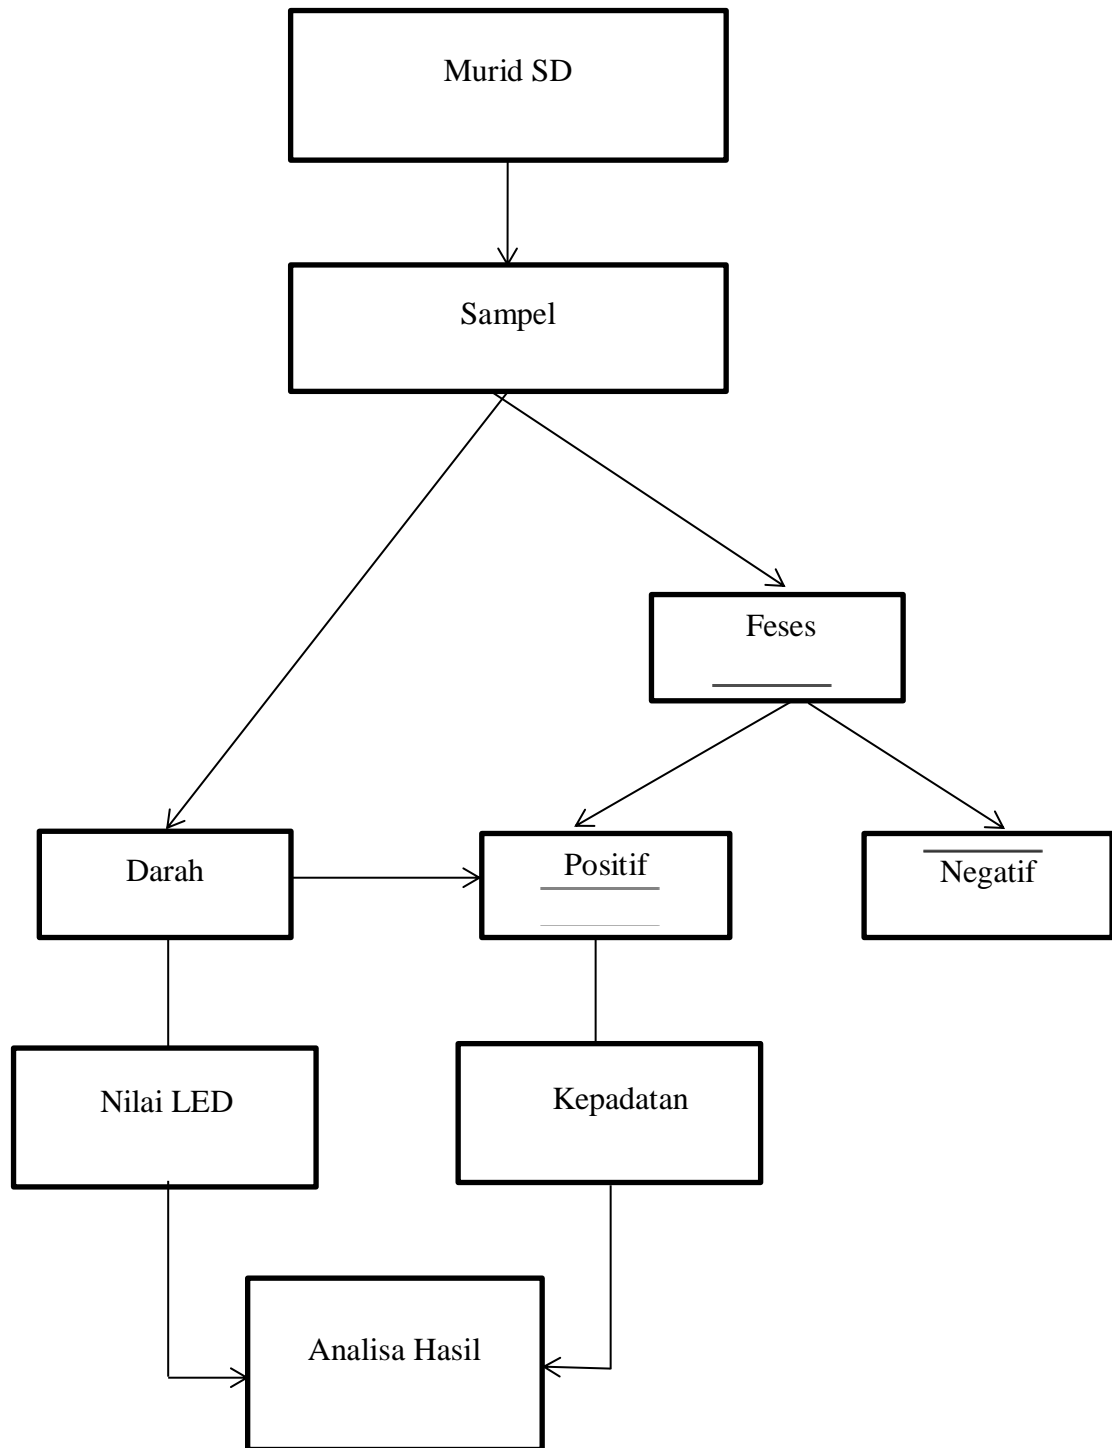 Murid SD
Sampel
Feses
Darah
Positif
Negatif
Nilai LED
Kepadatan
Analisa Hasil